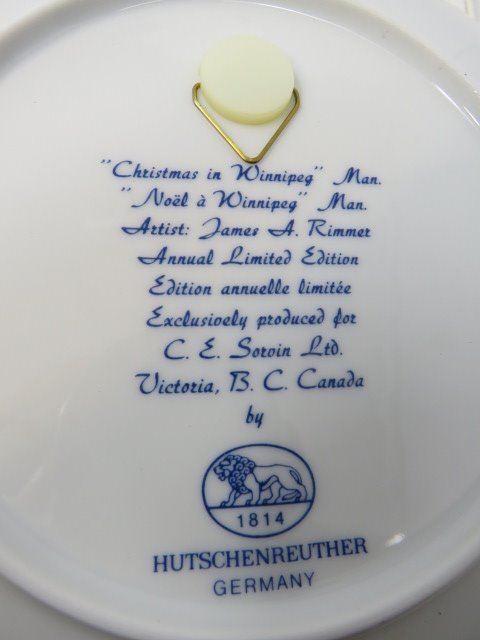 "Christmas in Winnipeg" Man.
"Noël à Winnipeg" Man.
Artist: James A. Rimmer
Annual Limited Edition
Edition annuelle limitée
Exclusively produced for
C. E. Sorvin Ltd.
Victoria, B. C. Canada
by
1814
HUTSCHENREUTHER
GERMANY